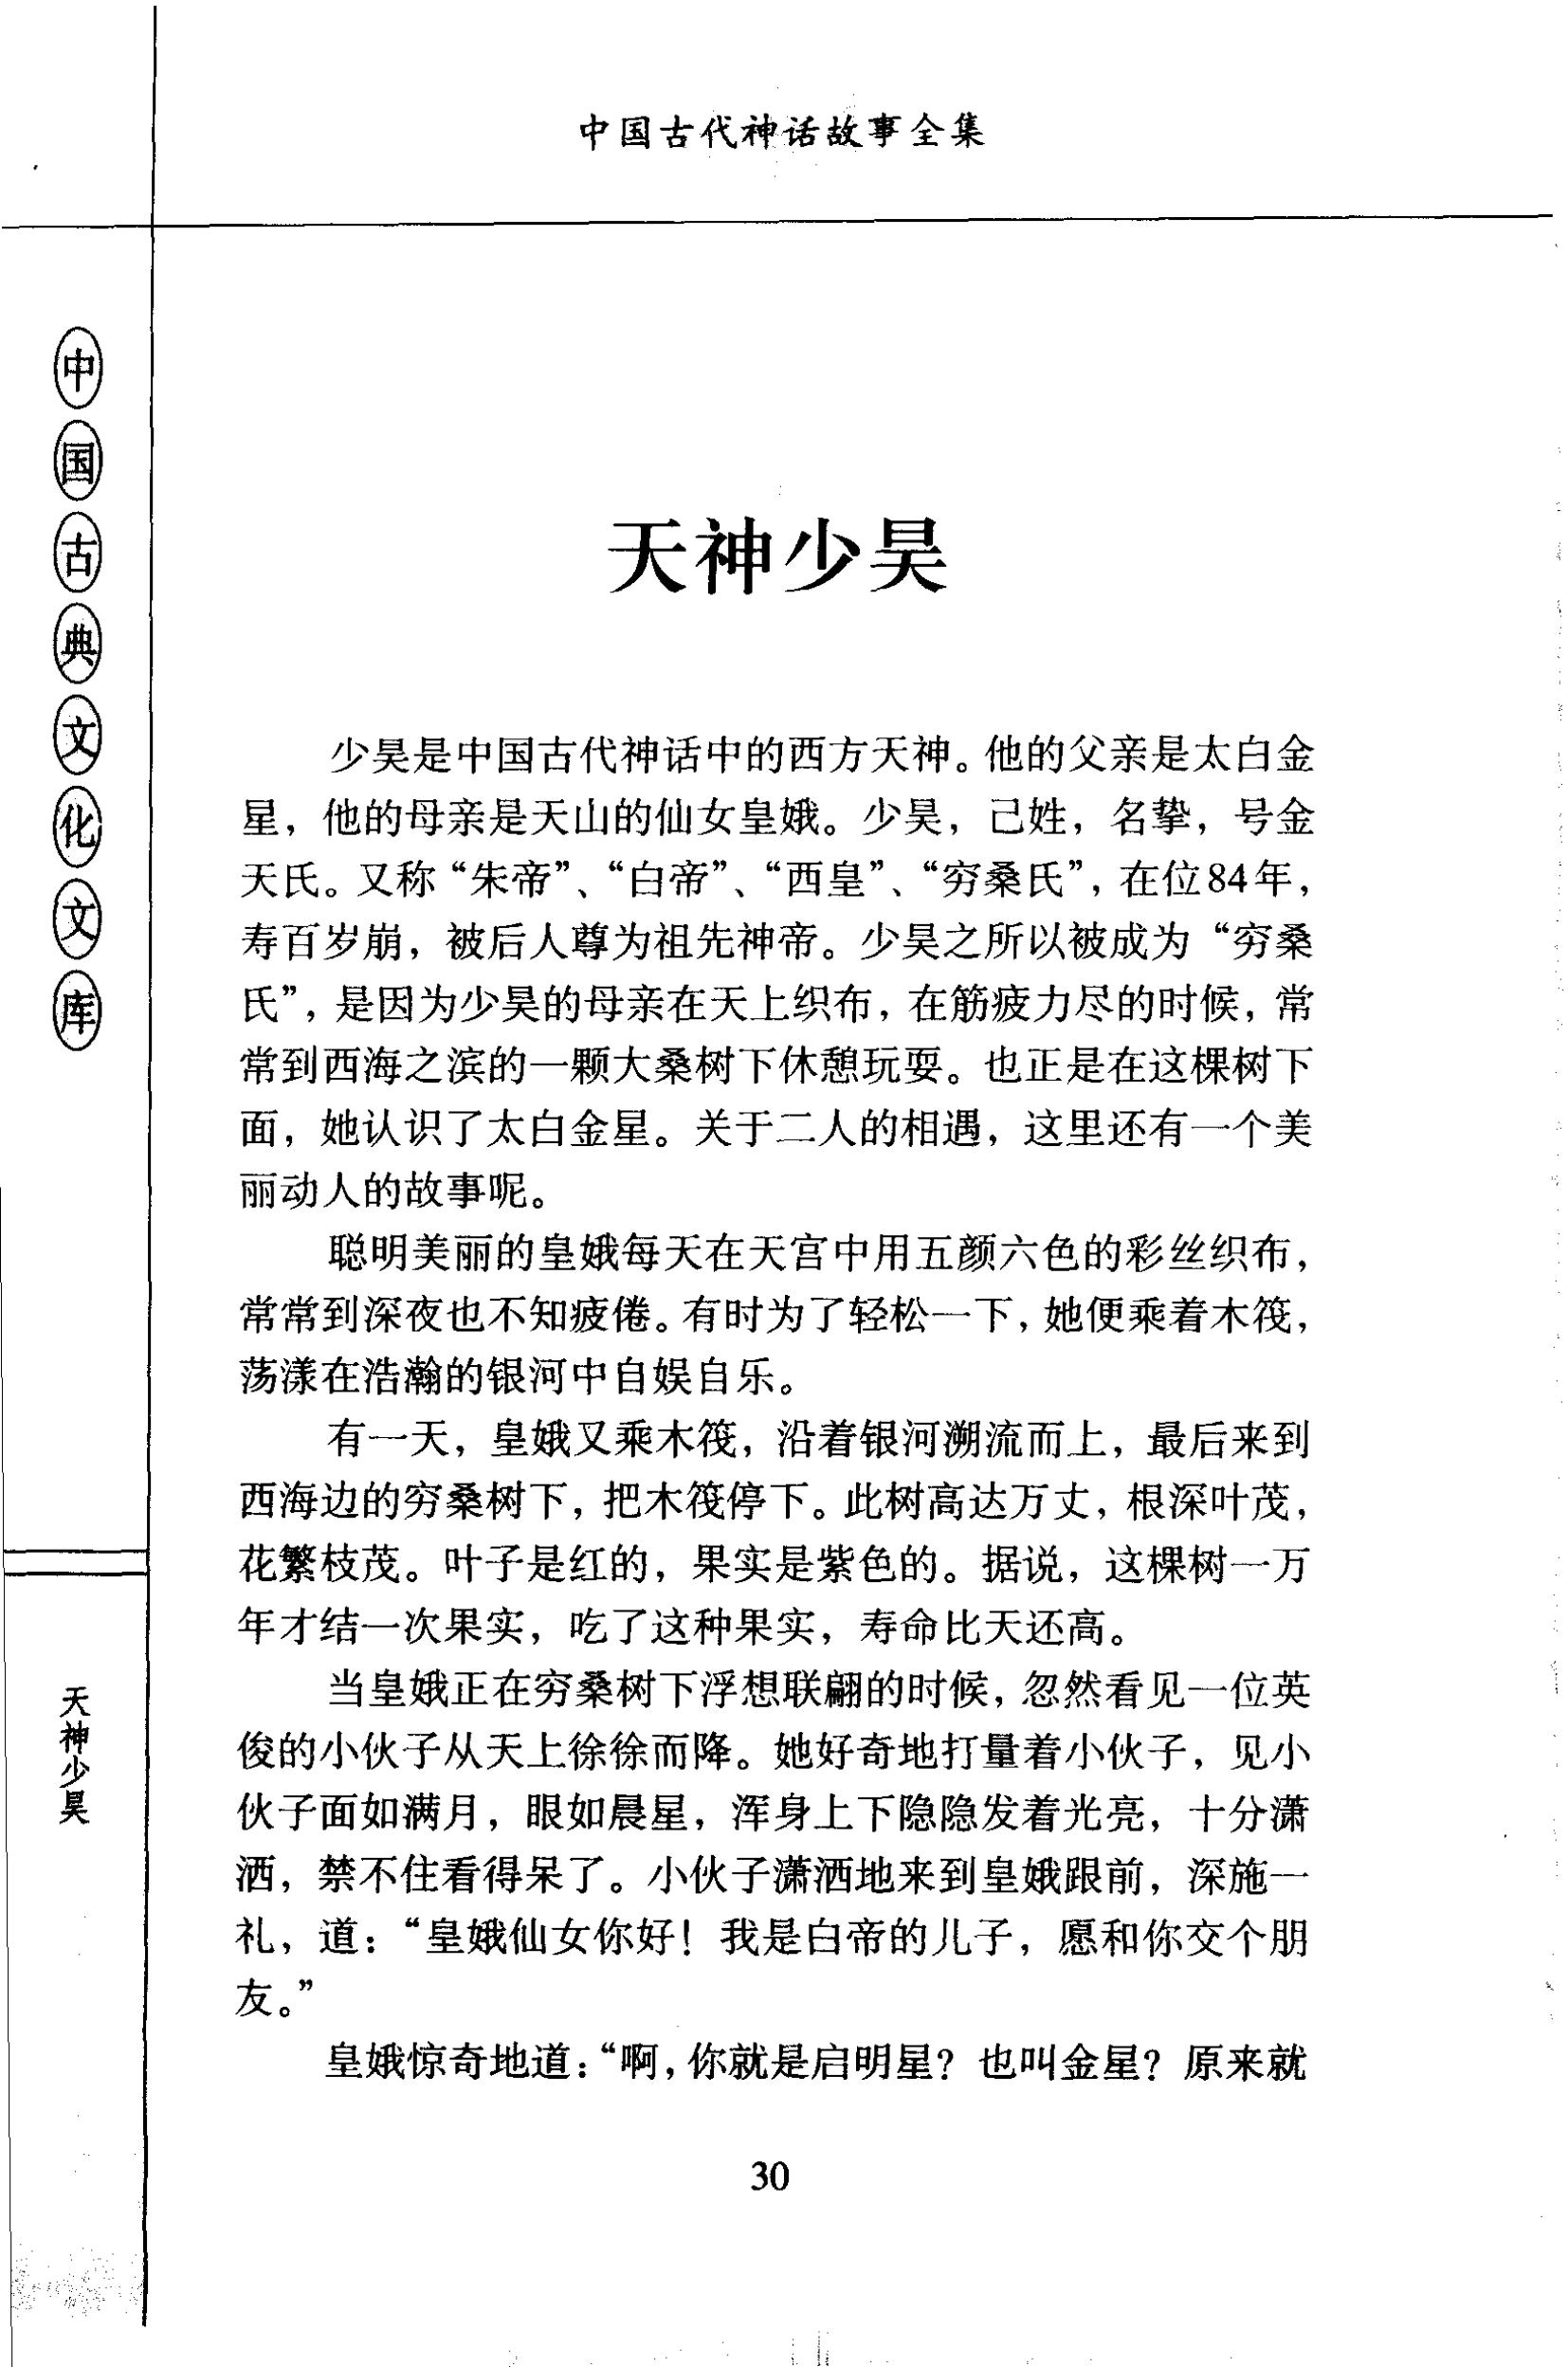 中国古代神话故事全集
中国古典文化文库
天神少昊
少昊是中国古代神话中的西方天神。他的父亲是太白金
星，他的母亲是天山的仙女皇娥。少昊，己姓，名挚，号金
天氏。又称“朱帝”、“白帝”、“西皇”、“穷桑氏”，在位84年，
寿百岁崩，被后人尊为祖先神帝。少昊之所以被成为“穷桑
氏”，是因为少昊的母亲在天上织布，在筋疲力尽的时候，常
常到西海之滨的一颗大桑树下休憩玩耍。也正是在这棵树下
面，她认识了太白金星。关于二人的相遇，这里还有一个美
丽动人的故事呢。
聪明美丽的皇娥每天在天宫中用五颜六色的彩丝织布，
常常到深夜也不知疲倦。有时为了轻松一下，她便乘着木筏，
荡漾在浩瀚的银河中自娱自乐。
有一天，皇娥又乘木筏，沿着银河溯流而上，最后来到
西海边的穷桑树下，把木筏停下。此树高达万丈，根深叶茂，
花繁枝茂。叶子是红的，果实是紫色的。据说，这棵树一万
年才结一次果实，吃了这种果实，寿命比天还高。
当皇娥正在穷桑树下浮想联翩的时候，忽然看见一位英
俊的小伙子从天上徐徐而降。她好奇地打量着小伙子，见小
伙子面如满月，眼如晨星，浑身上下隐隐发着光亮，十分潇
洒，禁不住看得呆了。小伙子潇洒地来到皇娥跟前，深施一
礼，道：“皇娥仙女你好！我是白帝的儿子，愿和你交个朋
友。”
皇娥惊奇地道：“啊，你就是启明星？也叫金星？原来就
天神少昊
30